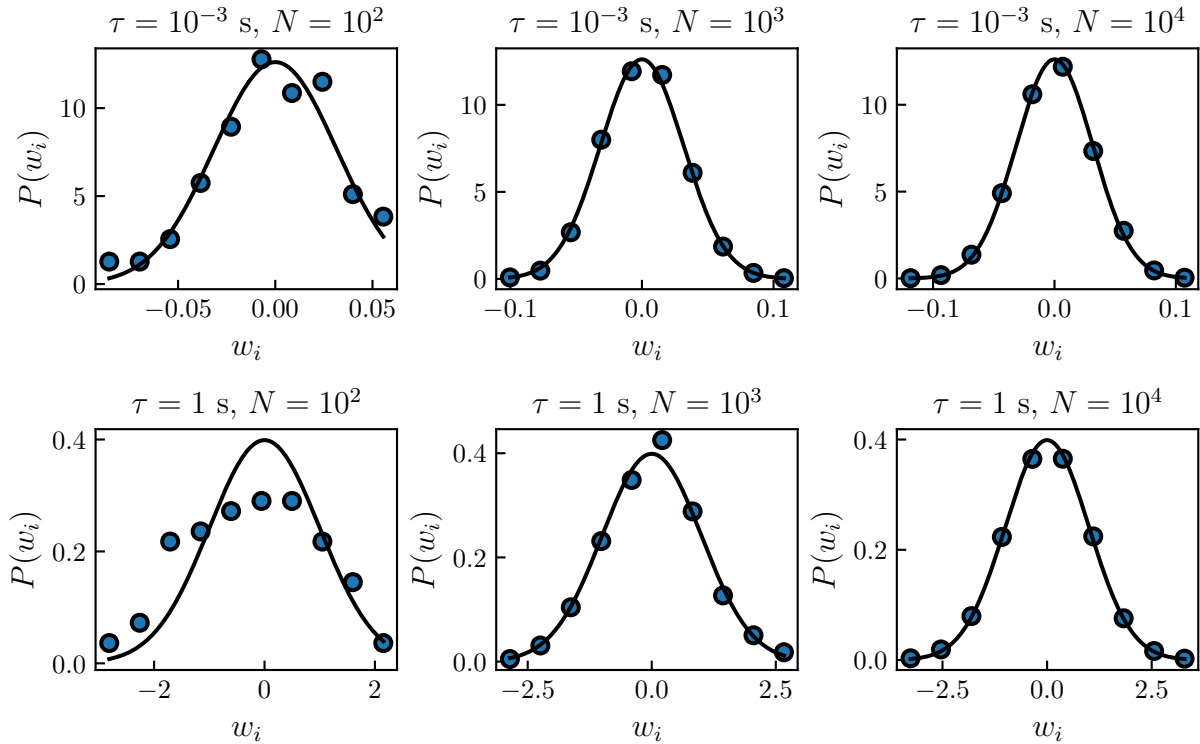 τ = 10⁻³ s, N = 10²
P(wᵢ)
10
5
0
−0.05
0.00
0.05
wᵢ
τ = 10⁻³ s, N = 10³
P(wᵢ)
10
5
0
−0.1
0.0
0.1
wᵢ
τ = 10⁻³ s, N = 10⁴
P(wᵢ)
10
5
0
−0.1
0.0
0.1
wᵢ
τ = 1 s, N = 10²
P(wᵢ)
0.4
0.2
0.0
−2
0
2
wᵢ
τ = 1 s, N = 10³
P(wᵢ)
0.4
0.2
0.0
−2.5
0.0
2.5
wᵢ
τ = 1 s, N = 10⁴
P(wᵢ)
0.4
0.2
0.0
−2.5
0.0
2.5
wᵢ